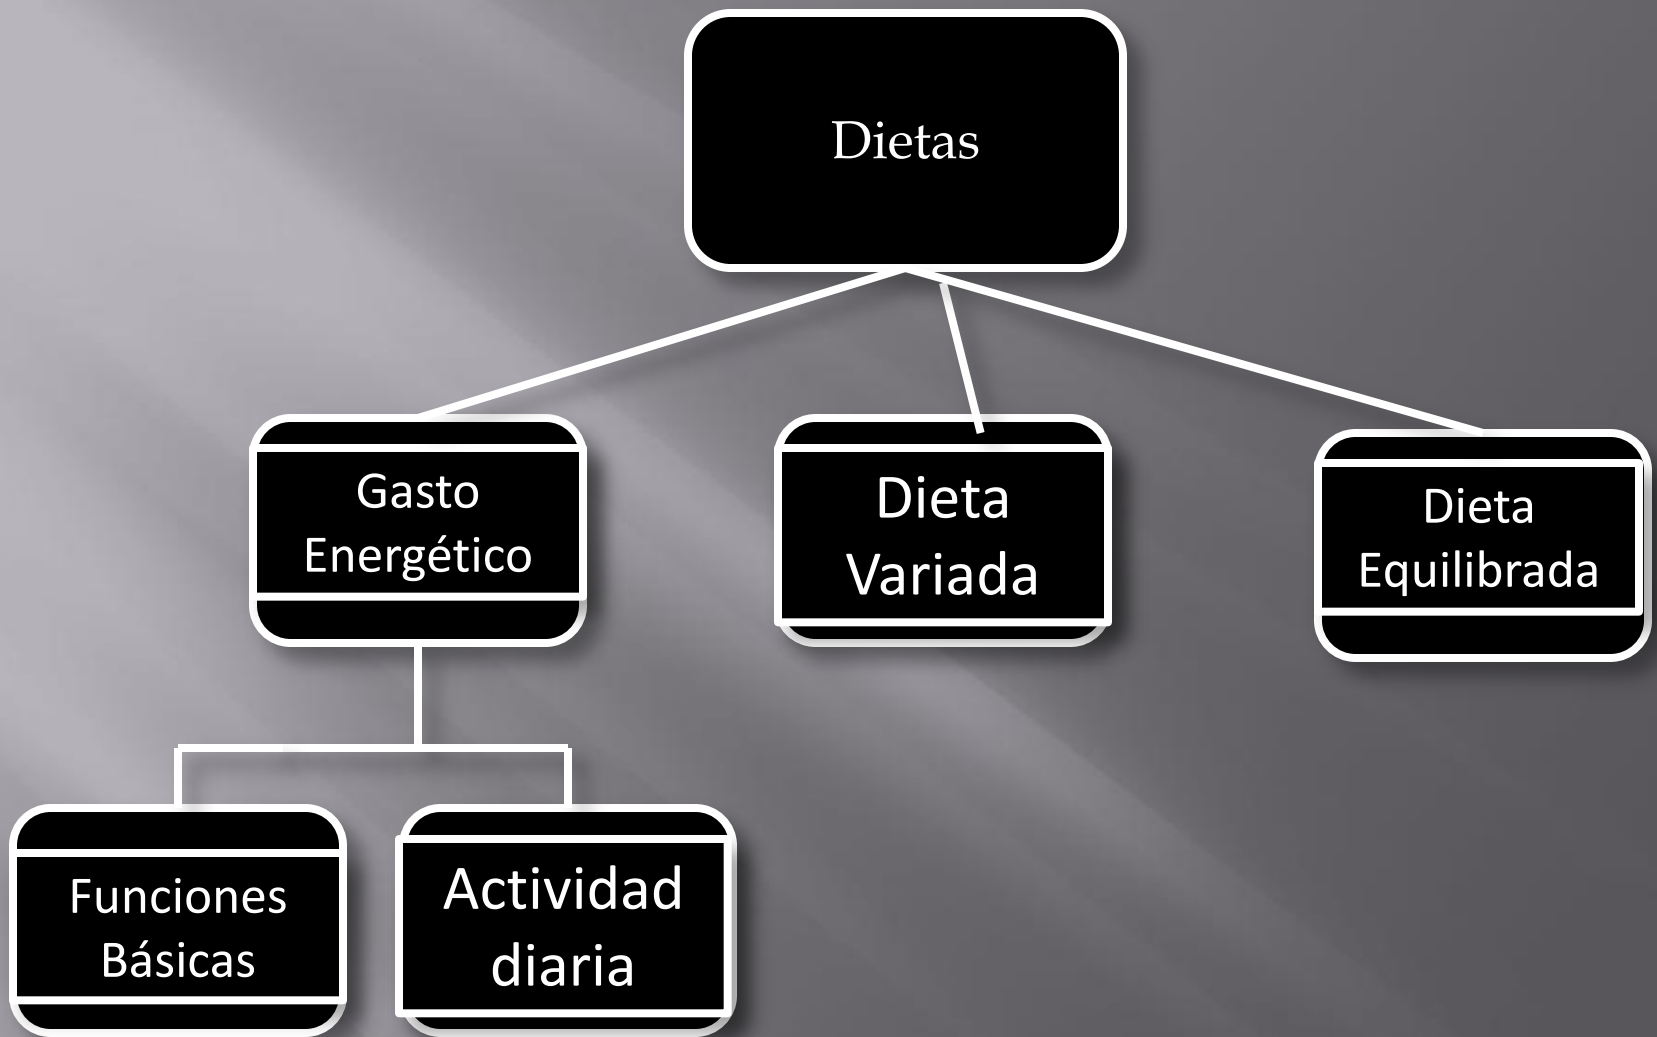 Dietas
Gasto
Energético
Dieta
Variada
Dieta
Equilibrada
Funciones
Básicas
Actividad
diaria